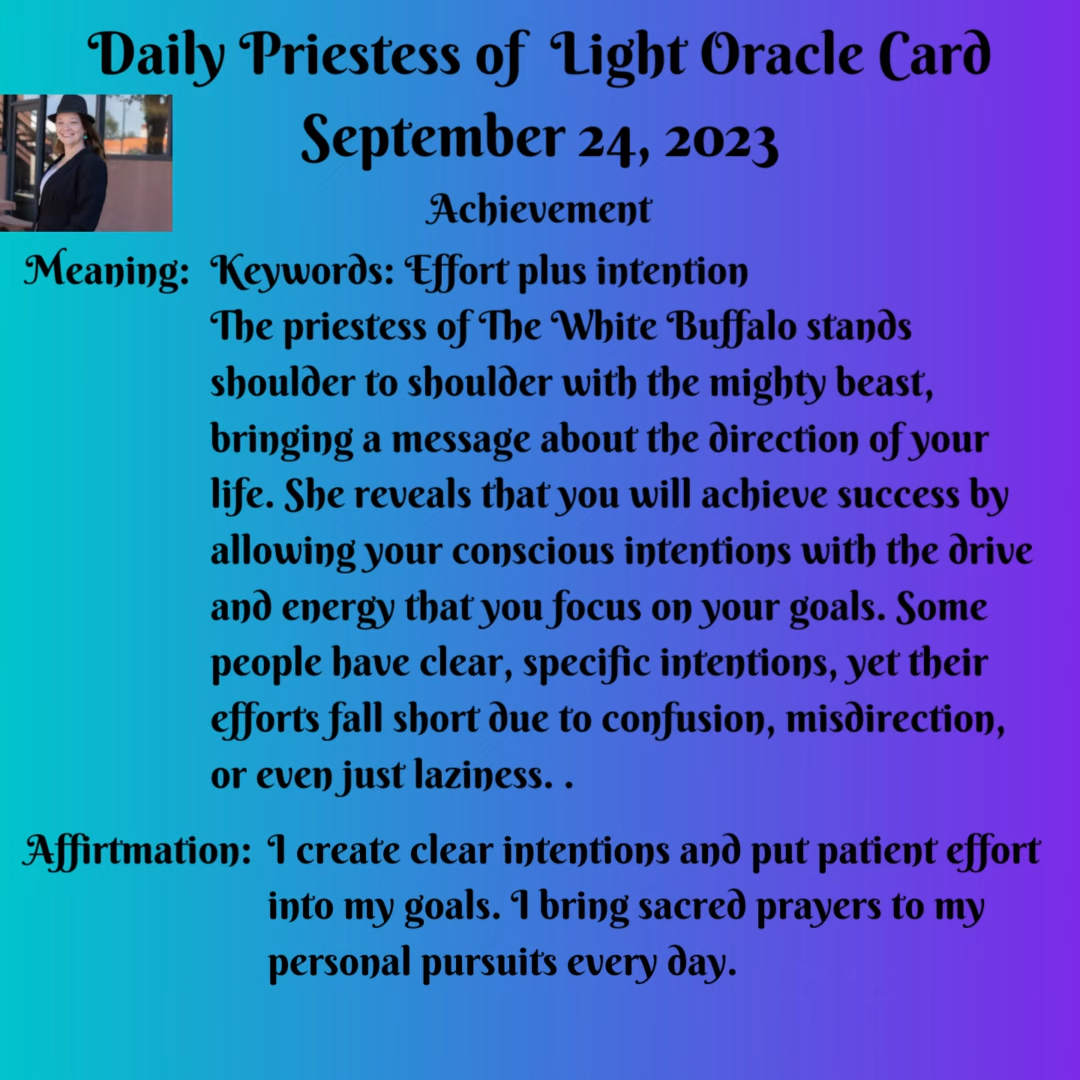 Daily Priestess of Light Oracle Card
September 24, 2023
Achievement
Meaning: Keywords: Effort plus intention
The priestess of The White Buffalo stands
shoulder to shoulder with the mighty beast,
bringing a message about the direction of your
life. She reveals that you will achieve success by
allowing your conscious intentions with the drive
and energy that you focus on your goals. Some
people have clear, specific intentions, yet their
efforts fall short due to confusion, misdirection,
or even just laziness. .
Affirtmation: I create clear intentions and put patient effort
into my goals. I bring sacred prayers to my
personal pursuits every day.